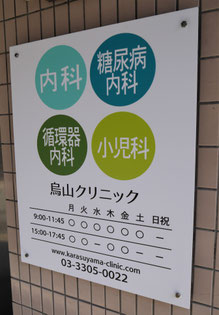 内科
糖尿病
内科
循環器
内科
小児科
烏山クリニック
月 火 水 木 金 土 日祝
9:00-11:45 ○ ○ ○ ○ ○ ○ ー
15:00-17:45 ○ ○ ー ○ ○ ー ー
www.karasuyama-clinic.com
03-3305-0022